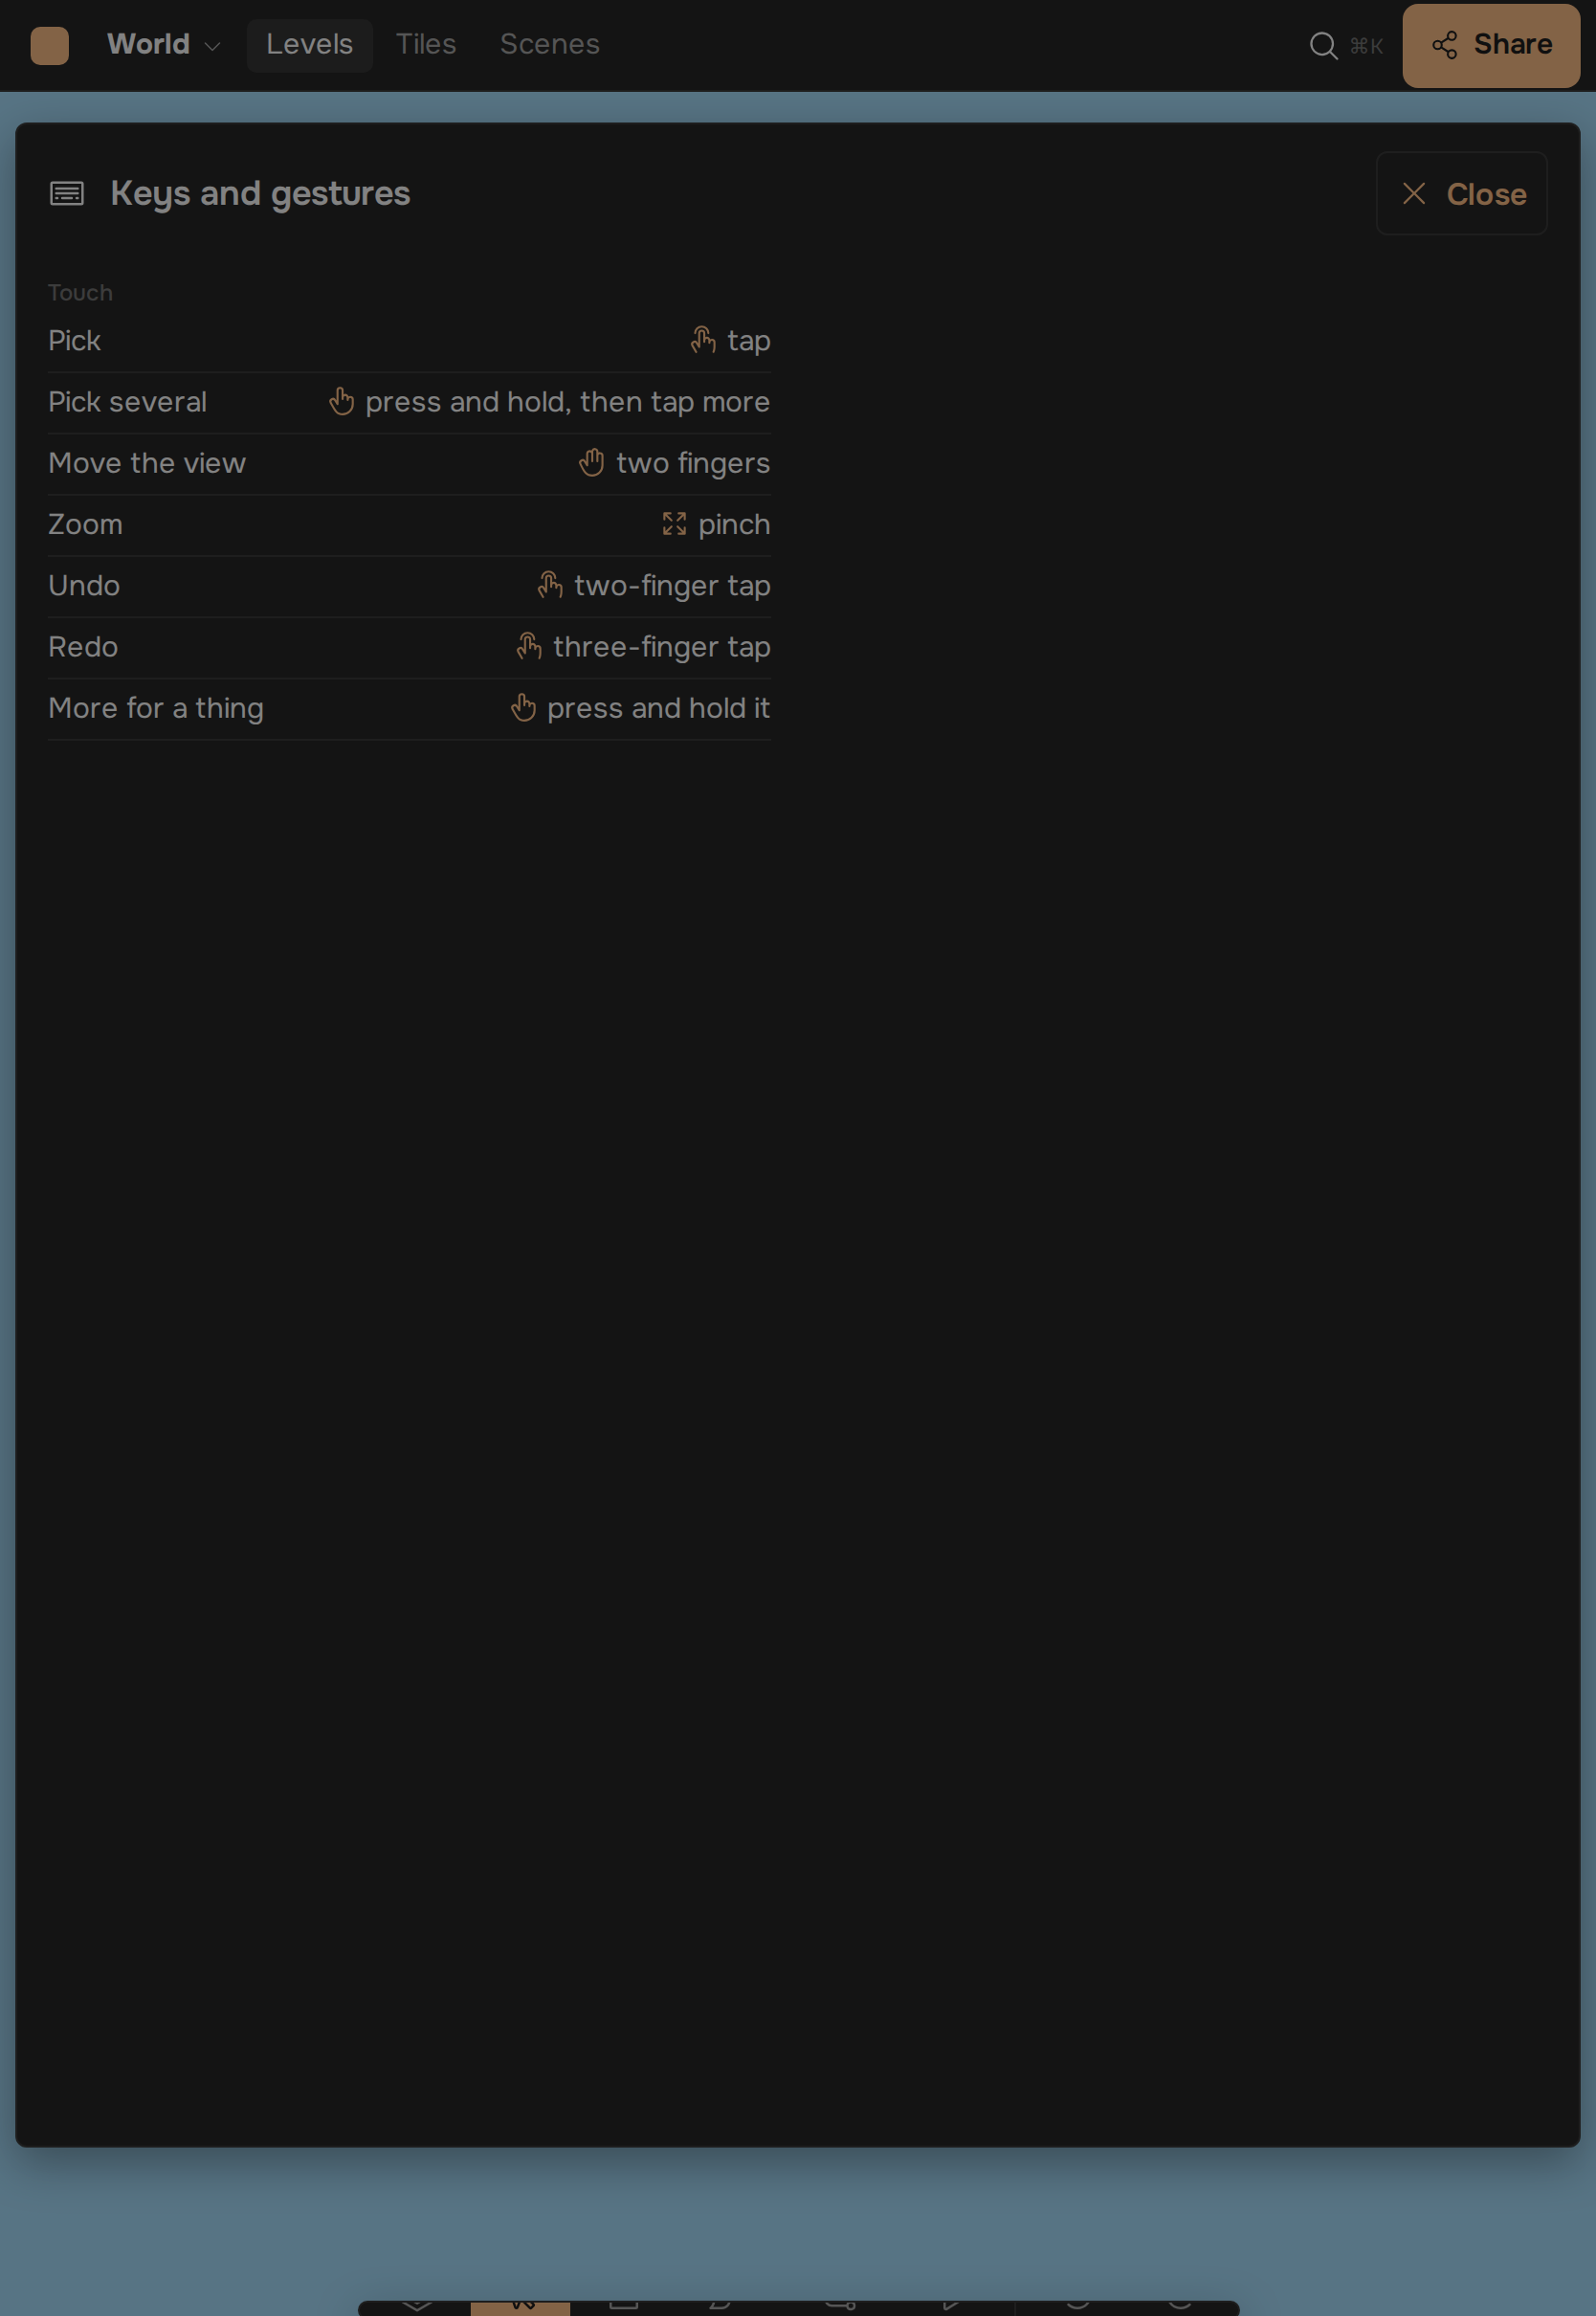 World Levels Tiles Scenes ⌘K Share
Keys and gestures Close
Touch
Pick tap
Pick several press and hold, then tap more
Move the view two fingers
Zoom pinch
Undo two-finger tap
Redo three-finger tap
More for a thing press and hold it